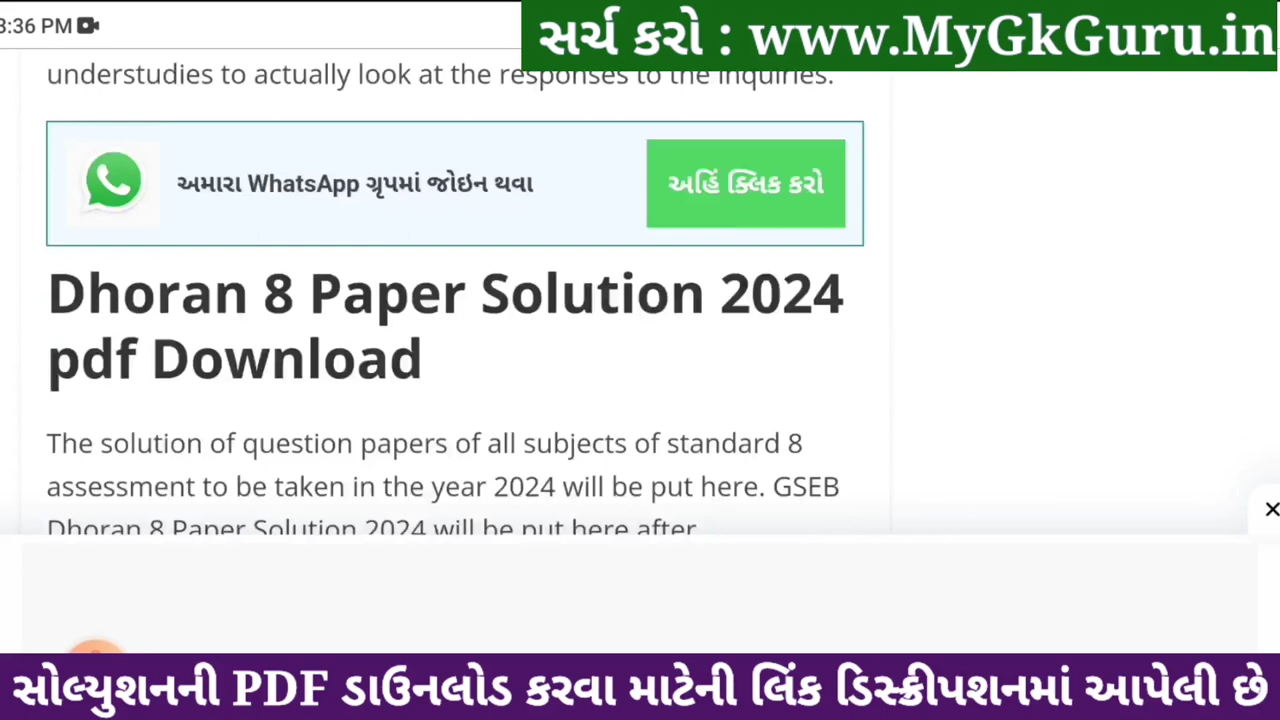 3:36 PM
સર્ચ કરો : www.MyGkGuru.in
understudies to actually look at the responses to the inquiries.
અમારા WhatsApp ગ્રૃપમાં જોઇન થવા
અહિં ક્લિક કરો
Dhoran 8 Paper Solution 2024
pdf Download
The solution of question papers of all subjects of standard 8
assessment to be taken in the year 2024 will be put here. GSEB
Dhoran 8 Paper Solution 2024 will be put here after
સોલ્યુશનની PDF ડાઉનલોડ કરવા માટેની લિંક ડિસ્ક્રીપશનમાં આપેલી છે